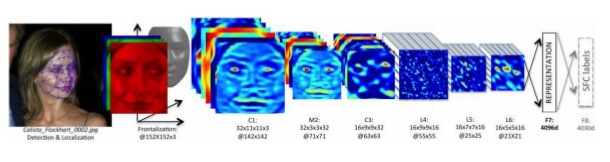 Calista_Flockhart_0002.jpg
Detection & Localization
Frontalization:
@152X152x3
C1:
32x11x11x3
@142x142
M2:
32x3x3x32
@71x71
C3:
16x9x9x32
@63x63
L4:
16x9x9x16
@55x55
L5:
16x7x7x16
@25x25
L6:
16x5x5x16
@21X21
REPRESENTATION
F7:
4096d
SFC labels
F8:
4030d